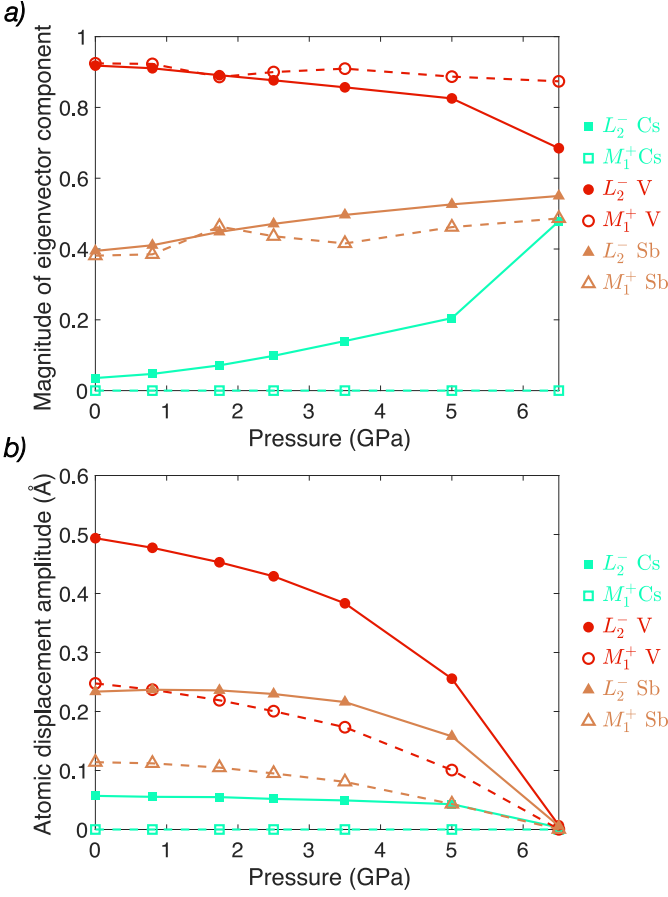 a)
Magnitude of eigenvector component
1
0.8
0.6
0.4
0.2
0
0 1 2 3 4 5 6
Pressure (GPa)
L₂⁻ Cs
M₁⁺Cs
L₂⁻ V
M₁⁺ V
L₂⁻ Sb
M₁⁺ Sb
b)
Atomic displacement amplitude (Å)
0.6
0.5
0.4
0.3
0.2
0.1
0
0 1 2 3 4 5 6
Pressure (GPa)
L₂⁻ Cs
M₁⁺Cs
L₂⁻ V
M₁⁺ V
L₂⁻ Sb
M₁⁺ Sb